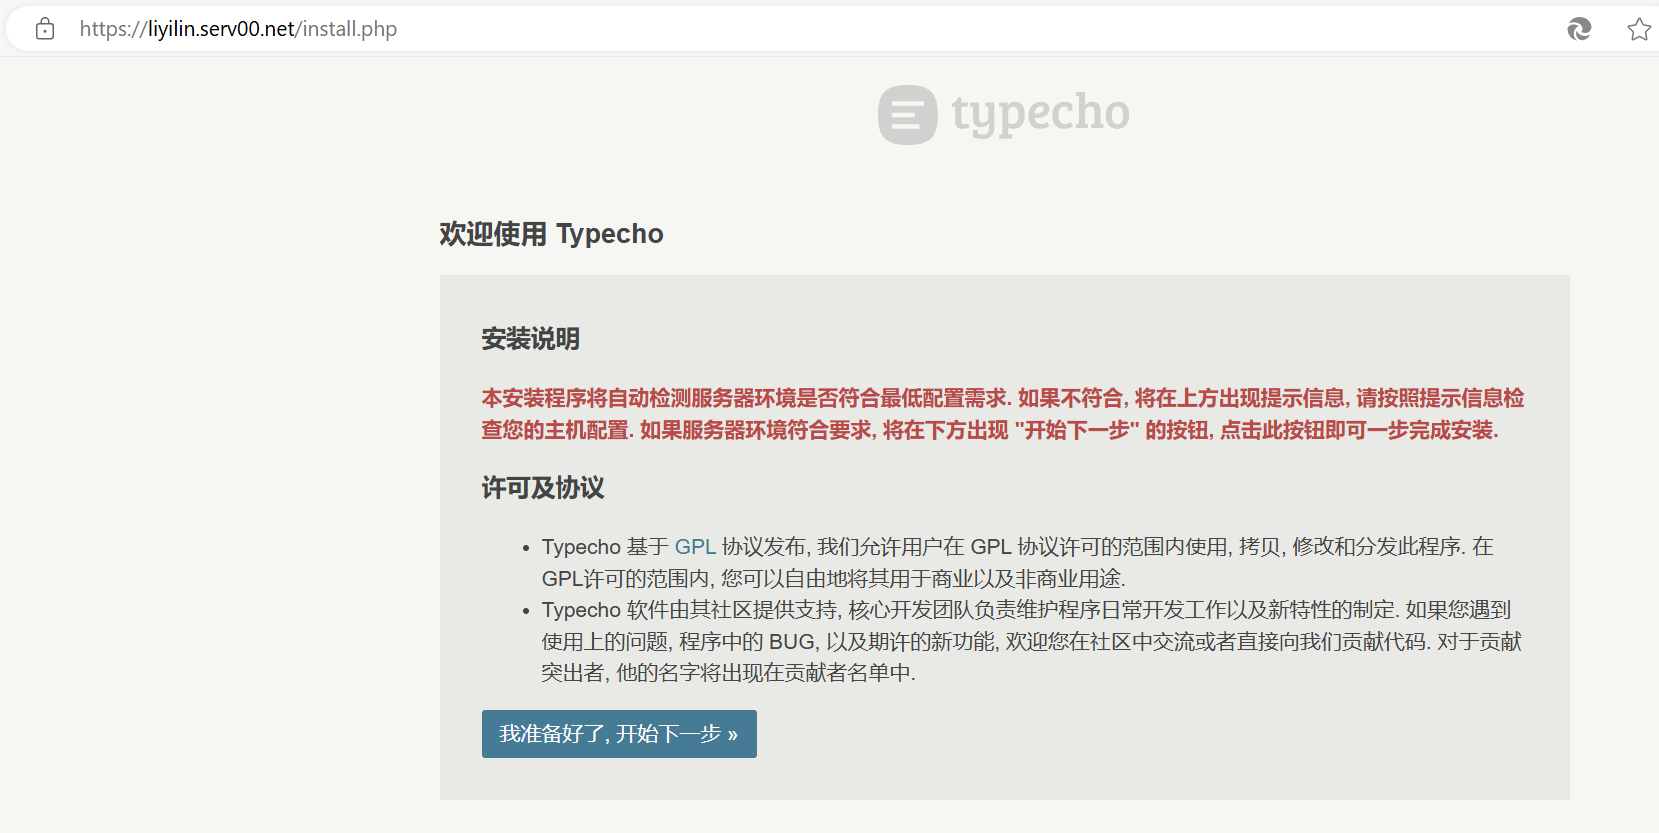 https://liyilin.serv00.net/install.php
typecho
欢迎使用 Typecho
安装说明
本安装程序将自动检测服务器环境是否符合最低配置需求. 如果不符合, 将在上方出现提示信息, 请按照提示信息检
查您的主机配置. 如果服务器环境符合要求, 将在下方出现 "开始下一步" 的按钮, 点击此按钮即可一步完成安装.
许可及协议
• Typecho 基于 GPL 协议发布, 我们允许用户在 GPL 协议许可的范围内使用, 拷贝, 修改和分发此程序. 在
GPL许可的范围内, 您可以自由地将其用于商业以及非商业用途.
• Typecho 软件由其社区提供支持, 核心开发团队负责维护程序日常开发工作以及新特性的制定. 如果您遇到
使用上的问题, 程序中的 BUG, 以及期许的新功能, 欢迎您在社区中交流或者直接向我们贡献代码. 对于贡献
突出者, 他的名字将出现在贡献者名单中.
我准备好了, 开始下一步 »